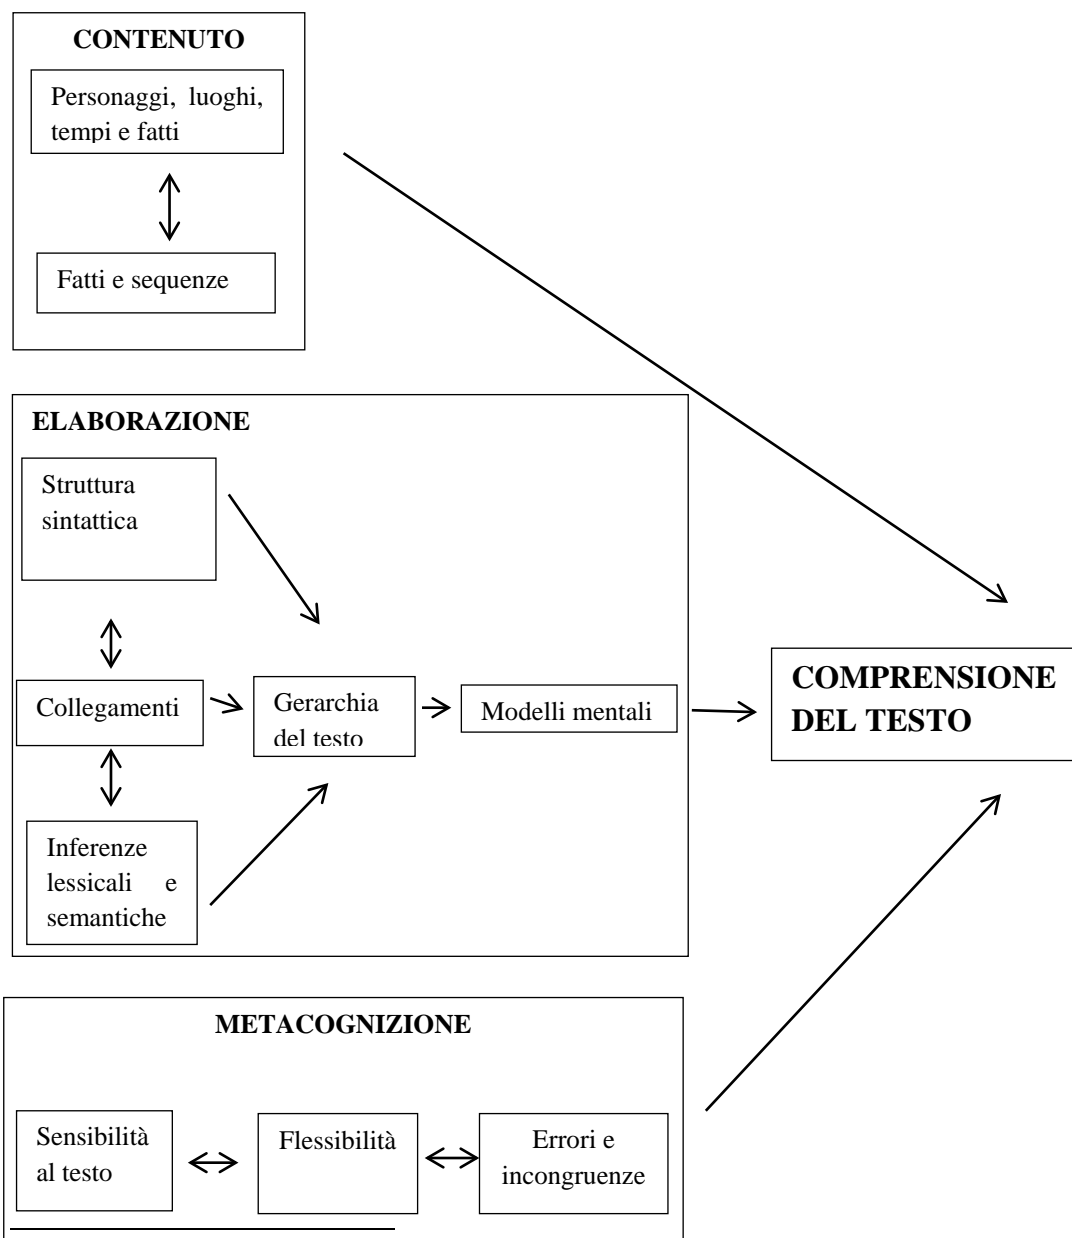 CONTENUTO
Personaggi, luoghi,
tempi e fatti
Fatti e sequenze
ELABORAZIONE
Struttura
sintattica
Collegamenti
Gerarchia
del testo
Modelli mentali
Inferenze
lessicali e
semantiche
COMPRENSIONE
DEL TESTO
METACOGNIZIONE
Sensibilità
al testo
Flessibilità
Errori e
incongruenze